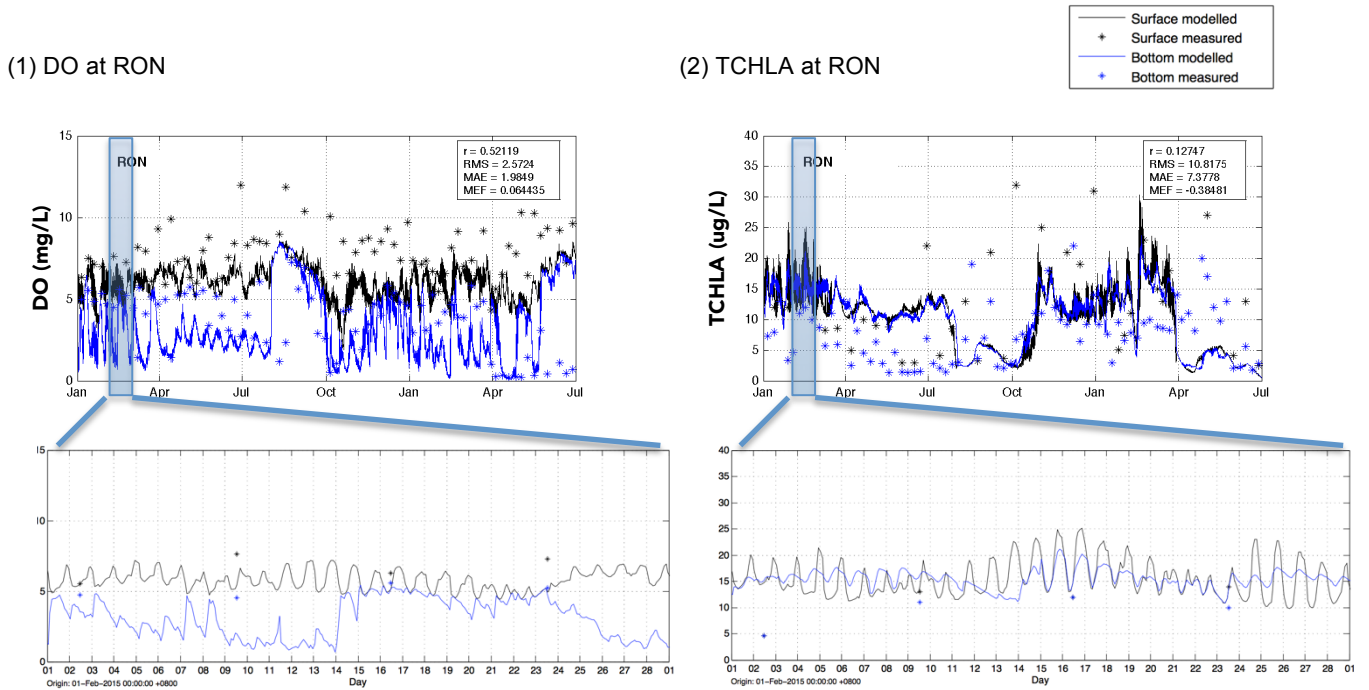 Surface modelled
Surface measured
Bottom modelled
Bottom measured
(1) DO at RON
(2) TCHLA at RON
15
10
5
0
DO (mg/L)
RON
r = 0.52119
RMS = 2.5724
MAE = 1.9849
MEF = 0.064435
Jan Apr Jul Oct Jan Apr Jul
40
35
30
25
20
15
10
5
0
TCHLA (ug/L)
RON
r = 0.12747
RMS = 10.8175
MAE = 7.3778
MEF = -0.38481
Jan Apr Jul Oct Jan Apr Jul
15
10
5
0
01 02 03 04 05 06 07 08 09 10 11 12 13 14 15 16 17 18 19 20 21 22 23 24 25 26 27 28 01
Origin: 01-Feb-2015 00:00:00 +0800
Day
40
35
30
25
20
15
10
5
0
01 02 03 04 05 06 07 08 09 10 11 12 13 14 15 16 17 18 19 20 21 22 23 24 25 26 27 28 01
Origin: 01-Feb-2015 00:00:00 +0800
Day